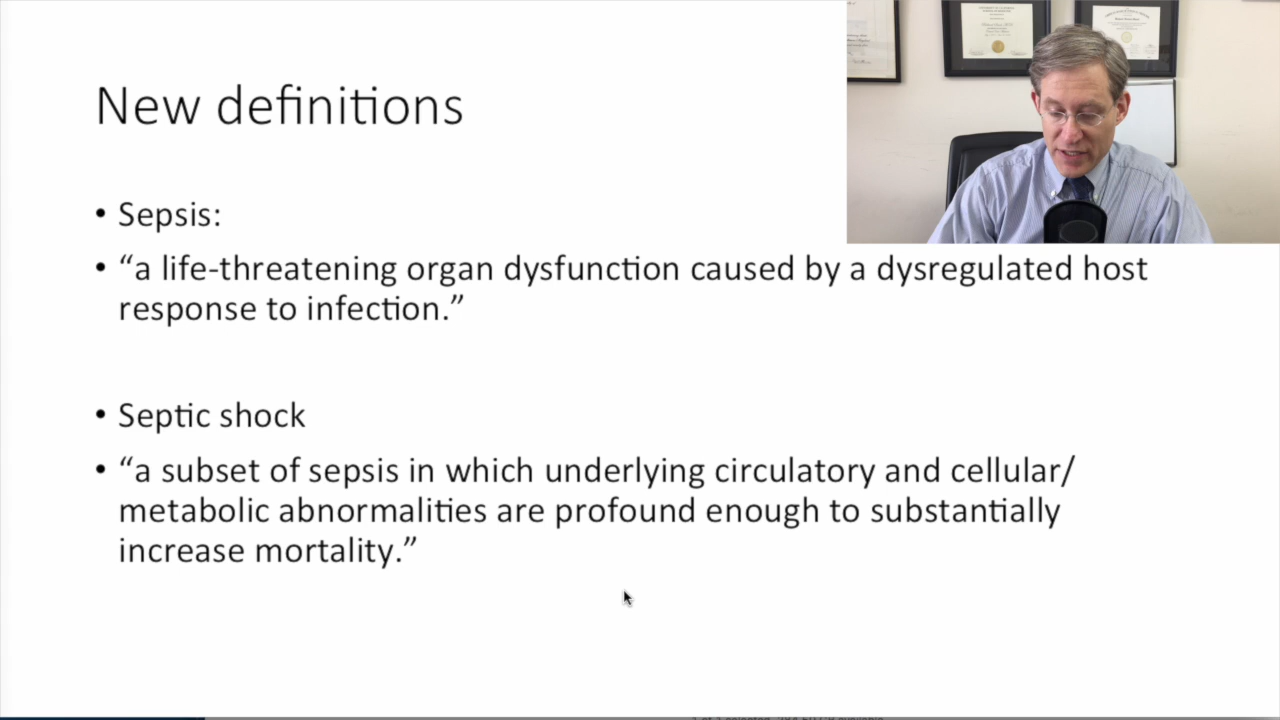 New definitions
• Sepsis:
• “a life-threatening organ dysfunction caused by a dysregulated host
response to infection.”
• Septic shock
• “a subset of sepsis in which underlying circulatory and cellular/
metabolic abnormalities are profound enough to substantially
increase mortality.”